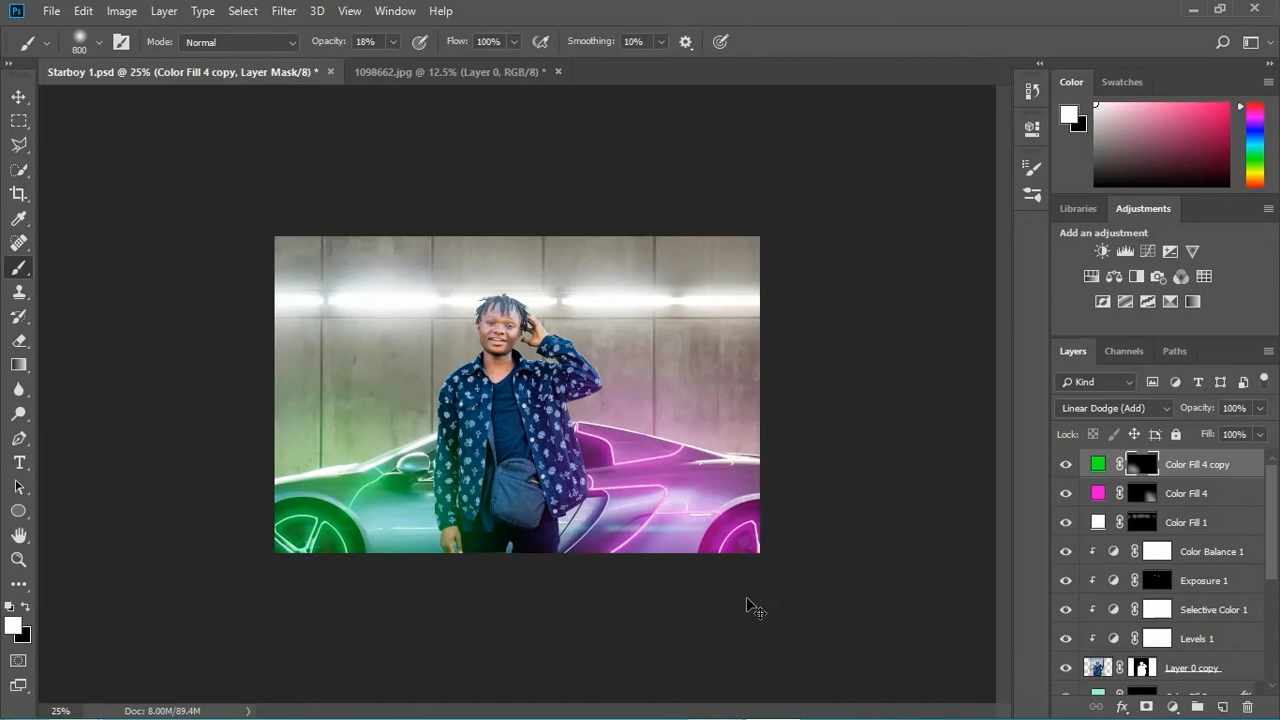 Ps File Edit Image Layer Type Select Filter 3D View Window Help
800 Mode: Normal Opacity: 18% Flow: 100% Smoothing: 10%
Starboy 1.psd @ 25% (Color Fill 4 copy, Layer Mask/8) * × 1098662.jpg @ 12.5% (Layer 0, RGB/8) * ×
Color Swatches
Libraries Adjustments
Add an adjustment
Layers Channels Paths
Kind
Linear Dodge (Add) Opacity: 100%
Lock: Fill: 100%
Color Fill 4 copy
Color Fill 4
Color Fill 1
Color Balance 1
Exposure 1
Selective Color 1
Levels 1
Layer 0 copy
25% Doc: 8.00M/89.4M